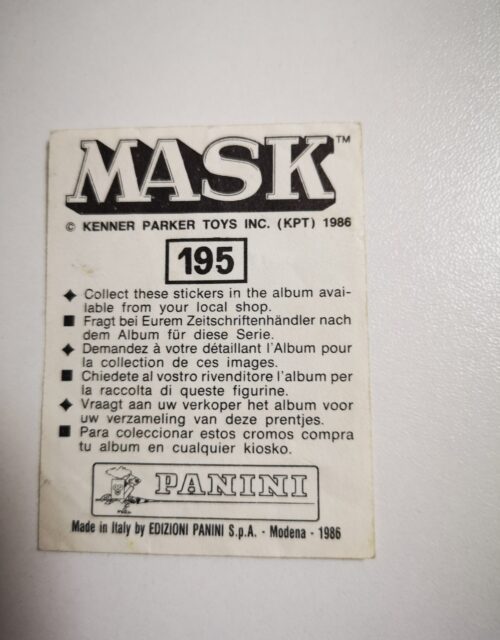 MASK™
© KENNER PARKER TOYS INC. (KPT) 1986
195
◆ Collect these stickers in the album avai-
lable from your local shop.
■ Fragt bei Eurem Zeitschriftenhändler nach
dem Album für diese Serie.
◆ Demandez à votre détaillant l'Album pour
la collection de ces images.
■ Chiedete al vostro rivenditore l'album per
la raccolta di queste figurine.
◆ Vraagt aan uw verkoper het album voor
uw verzameling van deze prentjes.
■ Para coleccionar estos cromos compra
tu album en cualquier kiosko.
PANINI
Made in Italy by EDIZIONI PANINI S.p.A. - Modena - 1986